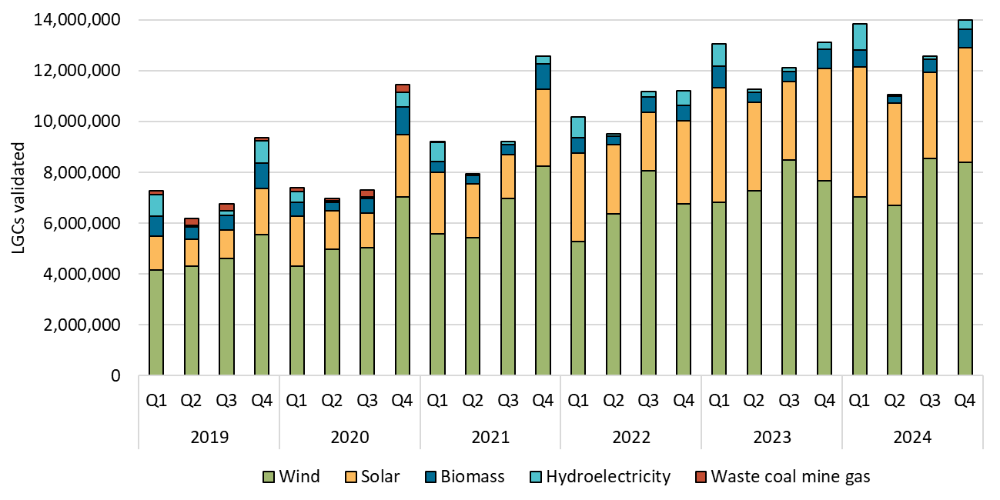 LGCs validated
14,000,000
12,000,000
10,000,000
8,000,000
6,000,000
4,000,000
2,000,000
0
Q1 Q2 Q3 Q4 Q1 Q2 Q3 Q4 Q1 Q2 Q3 Q4 Q1 Q2 Q3 Q4 Q1 Q2 Q3 Q4 Q1 Q2 Q3 Q4
2019 2020 2021 2022 2023 2024
Wind Solar Biomass Hydroelectricity Waste coal mine gas